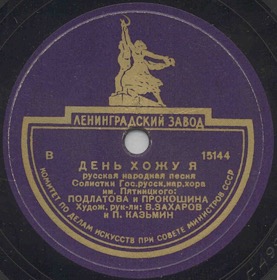 ЛЕНИНГРАДСКИЙ ЗАВОД
В 15144
ДЕНЬ ХОЖУ Я
русская народная песня
Солистки Гос.русск.нар.хора
им. Пятницкого:
ПОДЛАТОВА и ПРОКОШИНА
Худож. рук-ли: В.ЗАХАРОВ
и П. КАЗЬМИН
КОМИТЕТ ПО ДЕЛАМ ИСКУССТВ ПРИ СОВЕТЕ МИНИСТРОВ СССР